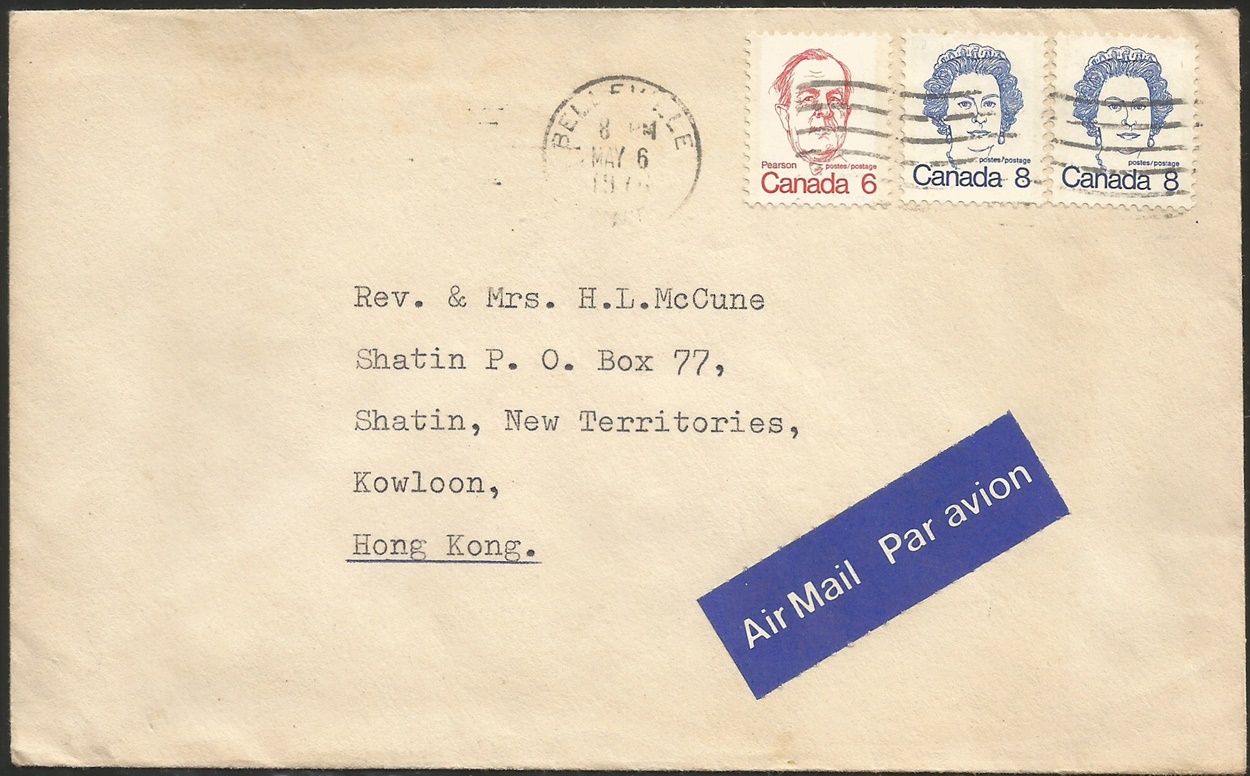 BELLEVILLE
8 PM
MAY 6
Pearson postes/postage
Canada 6
postes/postage
Canada 8
postes/postage
Canada 8
Rev. & Mrs. H.L.McCune
Shatin P. O. Box 77,
Shatin, New Territories,
Kowloon,
Hong Kong.
Air Mail Par avion